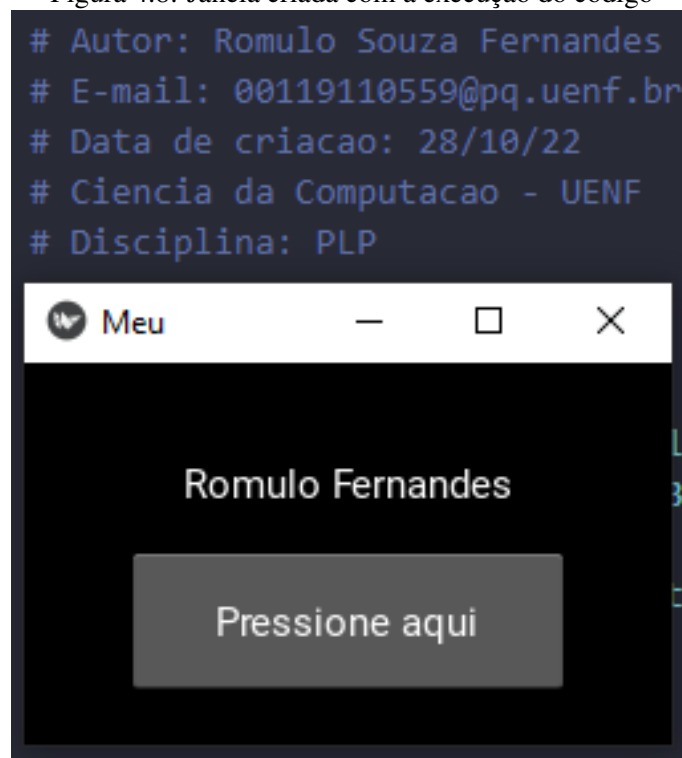 # Autor: Romulo Souza Fernandes
# E-mail: 00119110559@pq.uenf.br
# Data de criacao: 28/10/22
# Ciencia da Computacao - UENF
# Disciplina: PLP
Meu
Romulo Fernandes
Pressione aqui